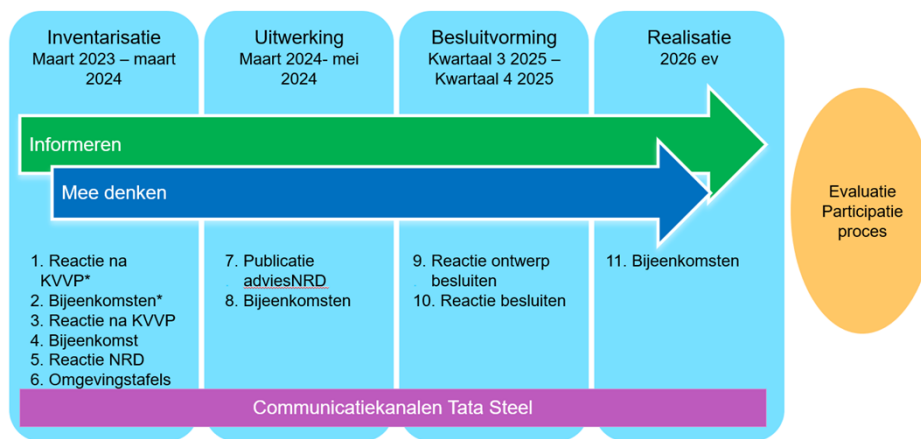 Inventarisatie
Maart 2023 – maart
2024
Uitwerking
Maart 2024- mei
2024
Besluitvorming
Kwartaal 3 2025 –
Kwartaal 4 2025
Realisatie
2026 ev
Informeren
Mee denken
1. Reactie na
KVVP*
2. Bijeenkomsten*
3. Reactie na KVVP
4. Bijeenkomst
5. Reactie NRD
6. Omgevingstafels
7. Publicatie
adviesNRD
8. Bijeenkomsten
9. Reactie ontwerp
besluiten
10. Reactie besluiten
11. Bijeenkomsten
Evaluatie
Participatie
proces
Communicatiekanalen Tata Steel